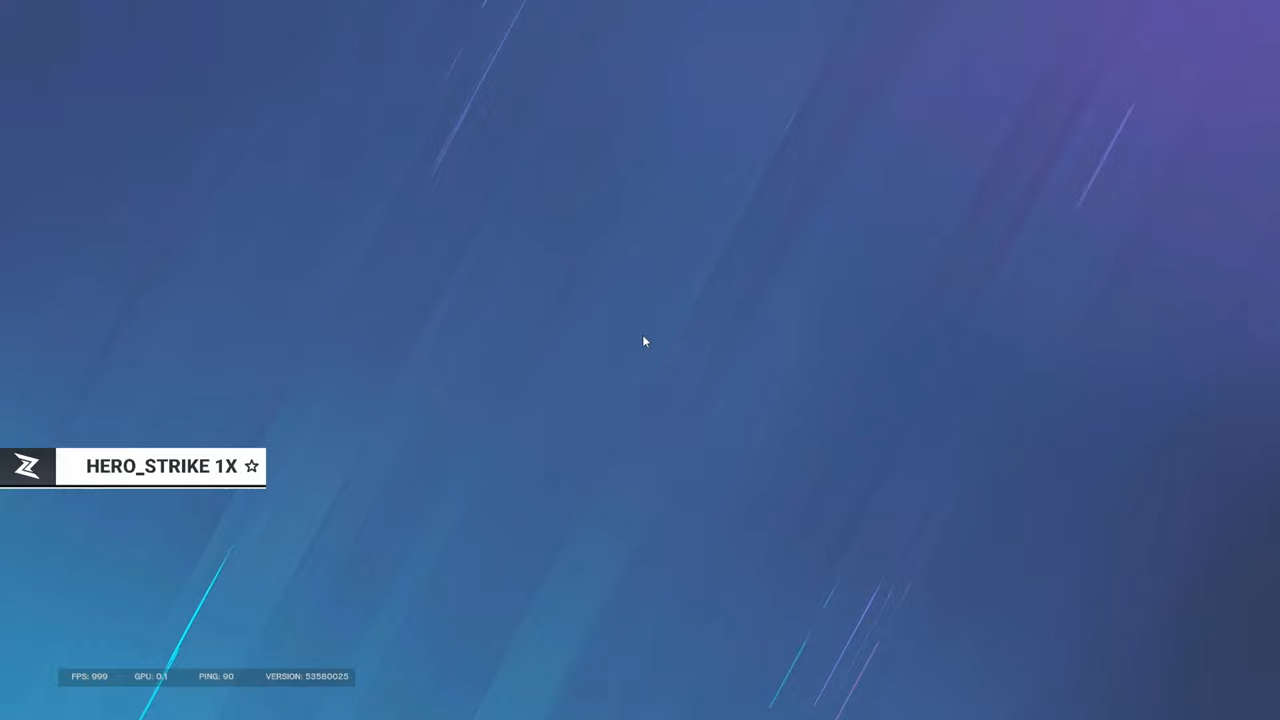 HERO_STRIKE 1X ☆
FPS: 999 GPU: 0.1 PING: 90 VERSION: 53580025